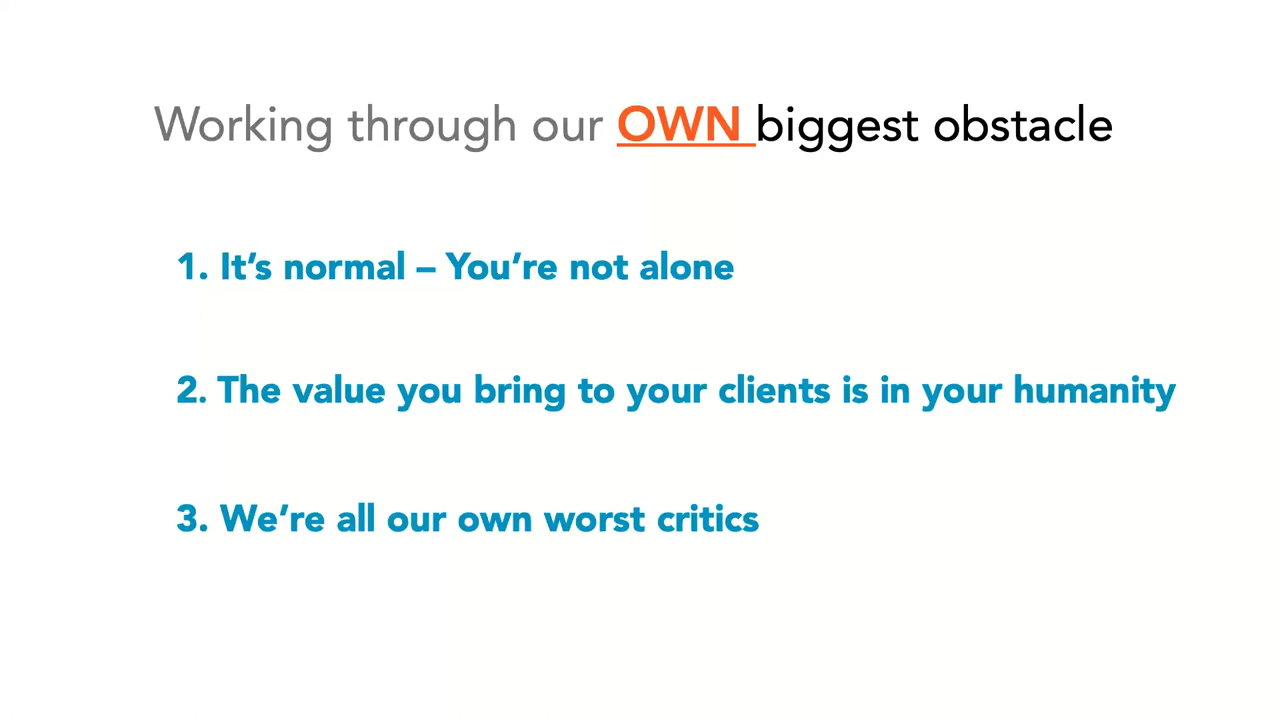 Working through our OWN biggest obstacle
1. It’s normal – You’re not alone
2. The value you bring to your clients is in your humanity
3. We’re all our own worst critics